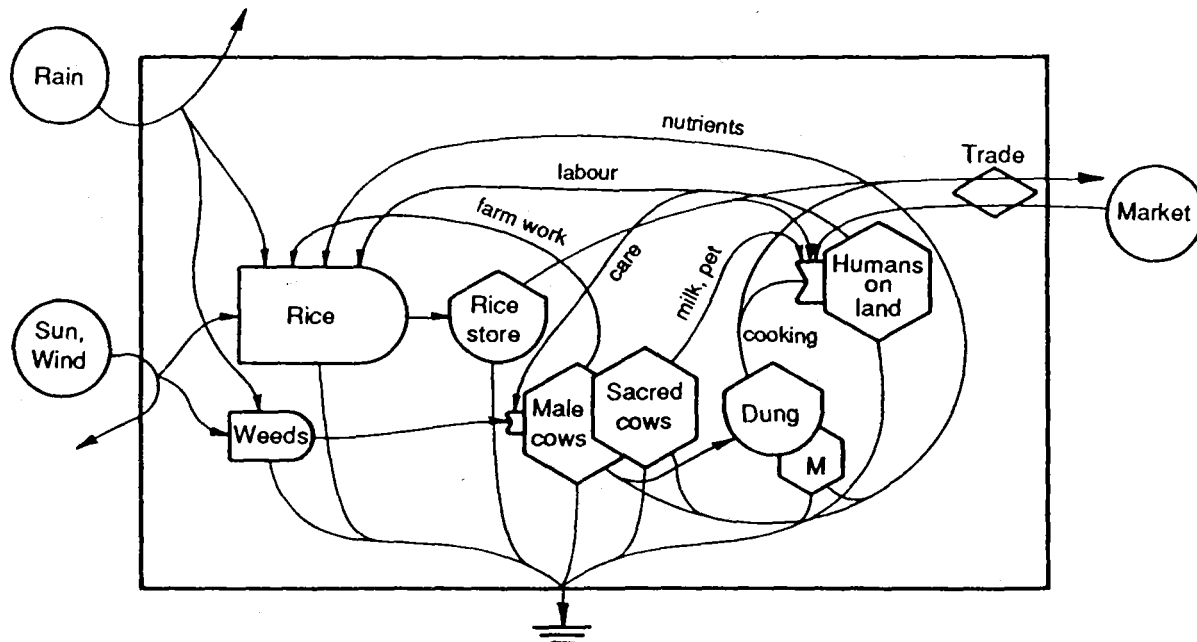 Rain
nutrients
Trade
labour
Market
farm work
care
milk, pet
Humans
on
land
Rice
Rice
store
Sun,
Wind
cooking
Weeds
Male
cows
Sacred
cows
Dung
M